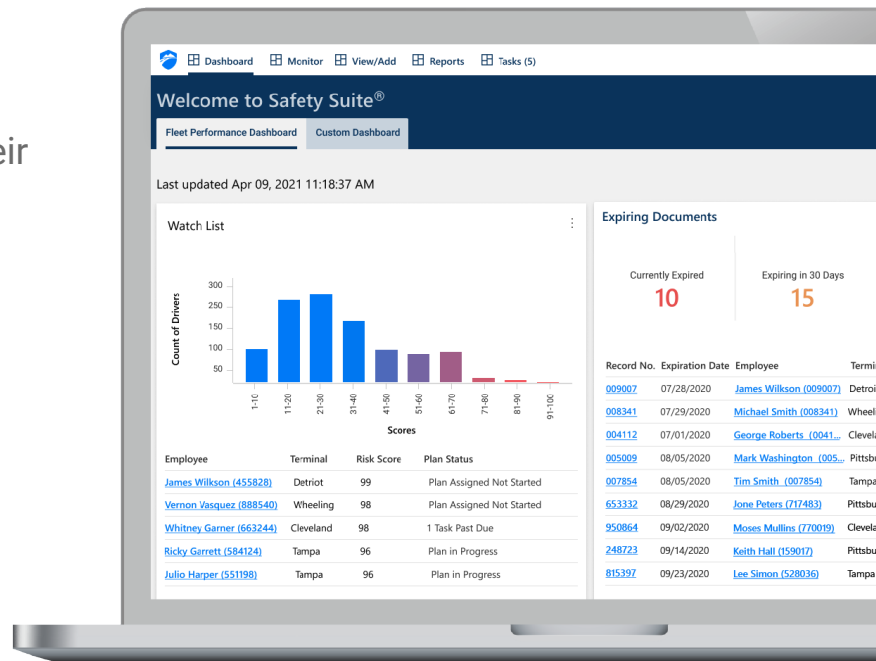 eir
Dashboard Monitor View/Add Reports Tasks (5)
Welcome to Safety Suite®
Fleet Performance Dashboard Custom Dashboard
Last updated Apr 09, 2021 11:18:37 AM
Watch List
Count of Drivers
300
250
150
100
50
1-10 11-20 21-30 31-40 41-50 51-60 61-70 71-80 81-90 91-100
Scores
Employee Terminal Risk Score Plan Status
James Wilkson (455828) Detriot 99 Plan Assigned Not Started
Vernon Vasquez (888540) Wheeling 98 Plan Assigned Not Started
Whitney Garner (663244) Cleveland 98 1 Task Past Due
Ricky Garrett (584124) Tampa 96 Plan in Progress
Julio Harper (551198) Tampa 96 Plan in Progress
Expiring Documents
Currently Expired Expiring in 30 Days
10 15
Record No. Expiration Date Employee Termi
009007 07/28/2020 James Wilkson (009007) Detroi
008341 07/29/2020 Michael Smith (008341) Wheeli
004112 07/01/2020 George Roberts (0041... Clevela
005009 08/05/2020 Mark Washington (005... Pittsbu
007854 08/05/2020 Tim Smith (007854) Tampa
653332 08/29/2020 Jone Peters (717483) Pittsbu
950864 09/02/2020 Moses Mullins (770019) Clevela
248723 09/14/2020 Keith Hall (159017) Pittsbu
815397 09/23/2020 Lee Simon (528036) Tampa